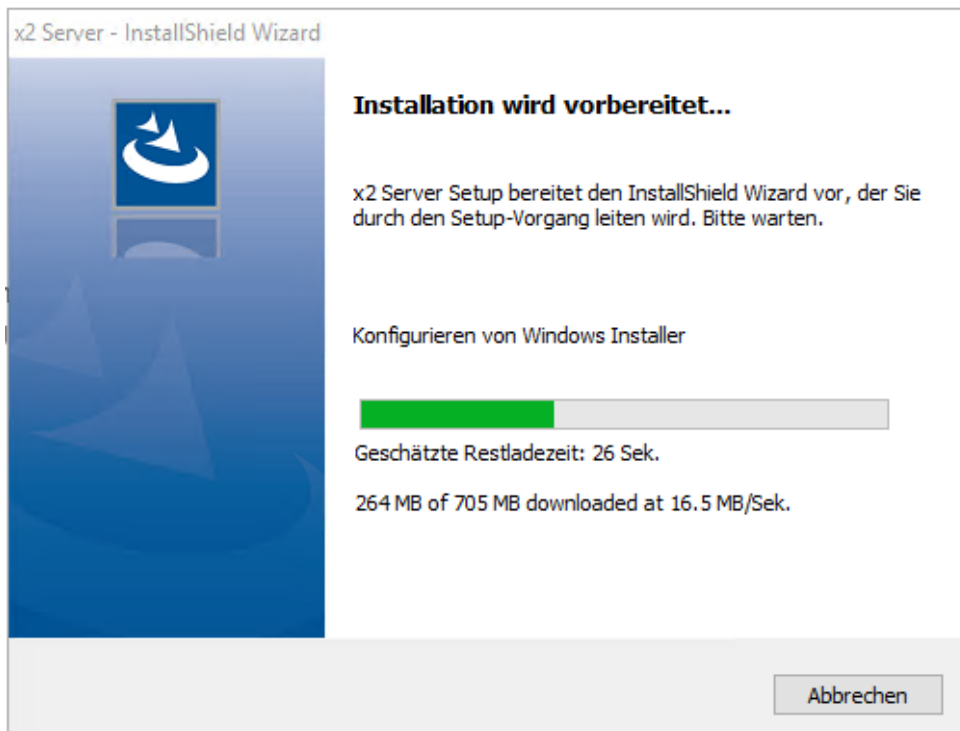 x2 Server - InstallShield Wizard
Installation wird vorbereitet...
x2 Server Setup bereitet den InstallShield Wizard vor, der Sie
durch den Setup-Vorgang leiten wird. Bitte warten.
Konfigurieren von Windows Installer
Geschätzte Restladezeit: 26 Sek.
264 MB of 705 MB downloaded at 16.5 MB/Sek.
Abbrechen